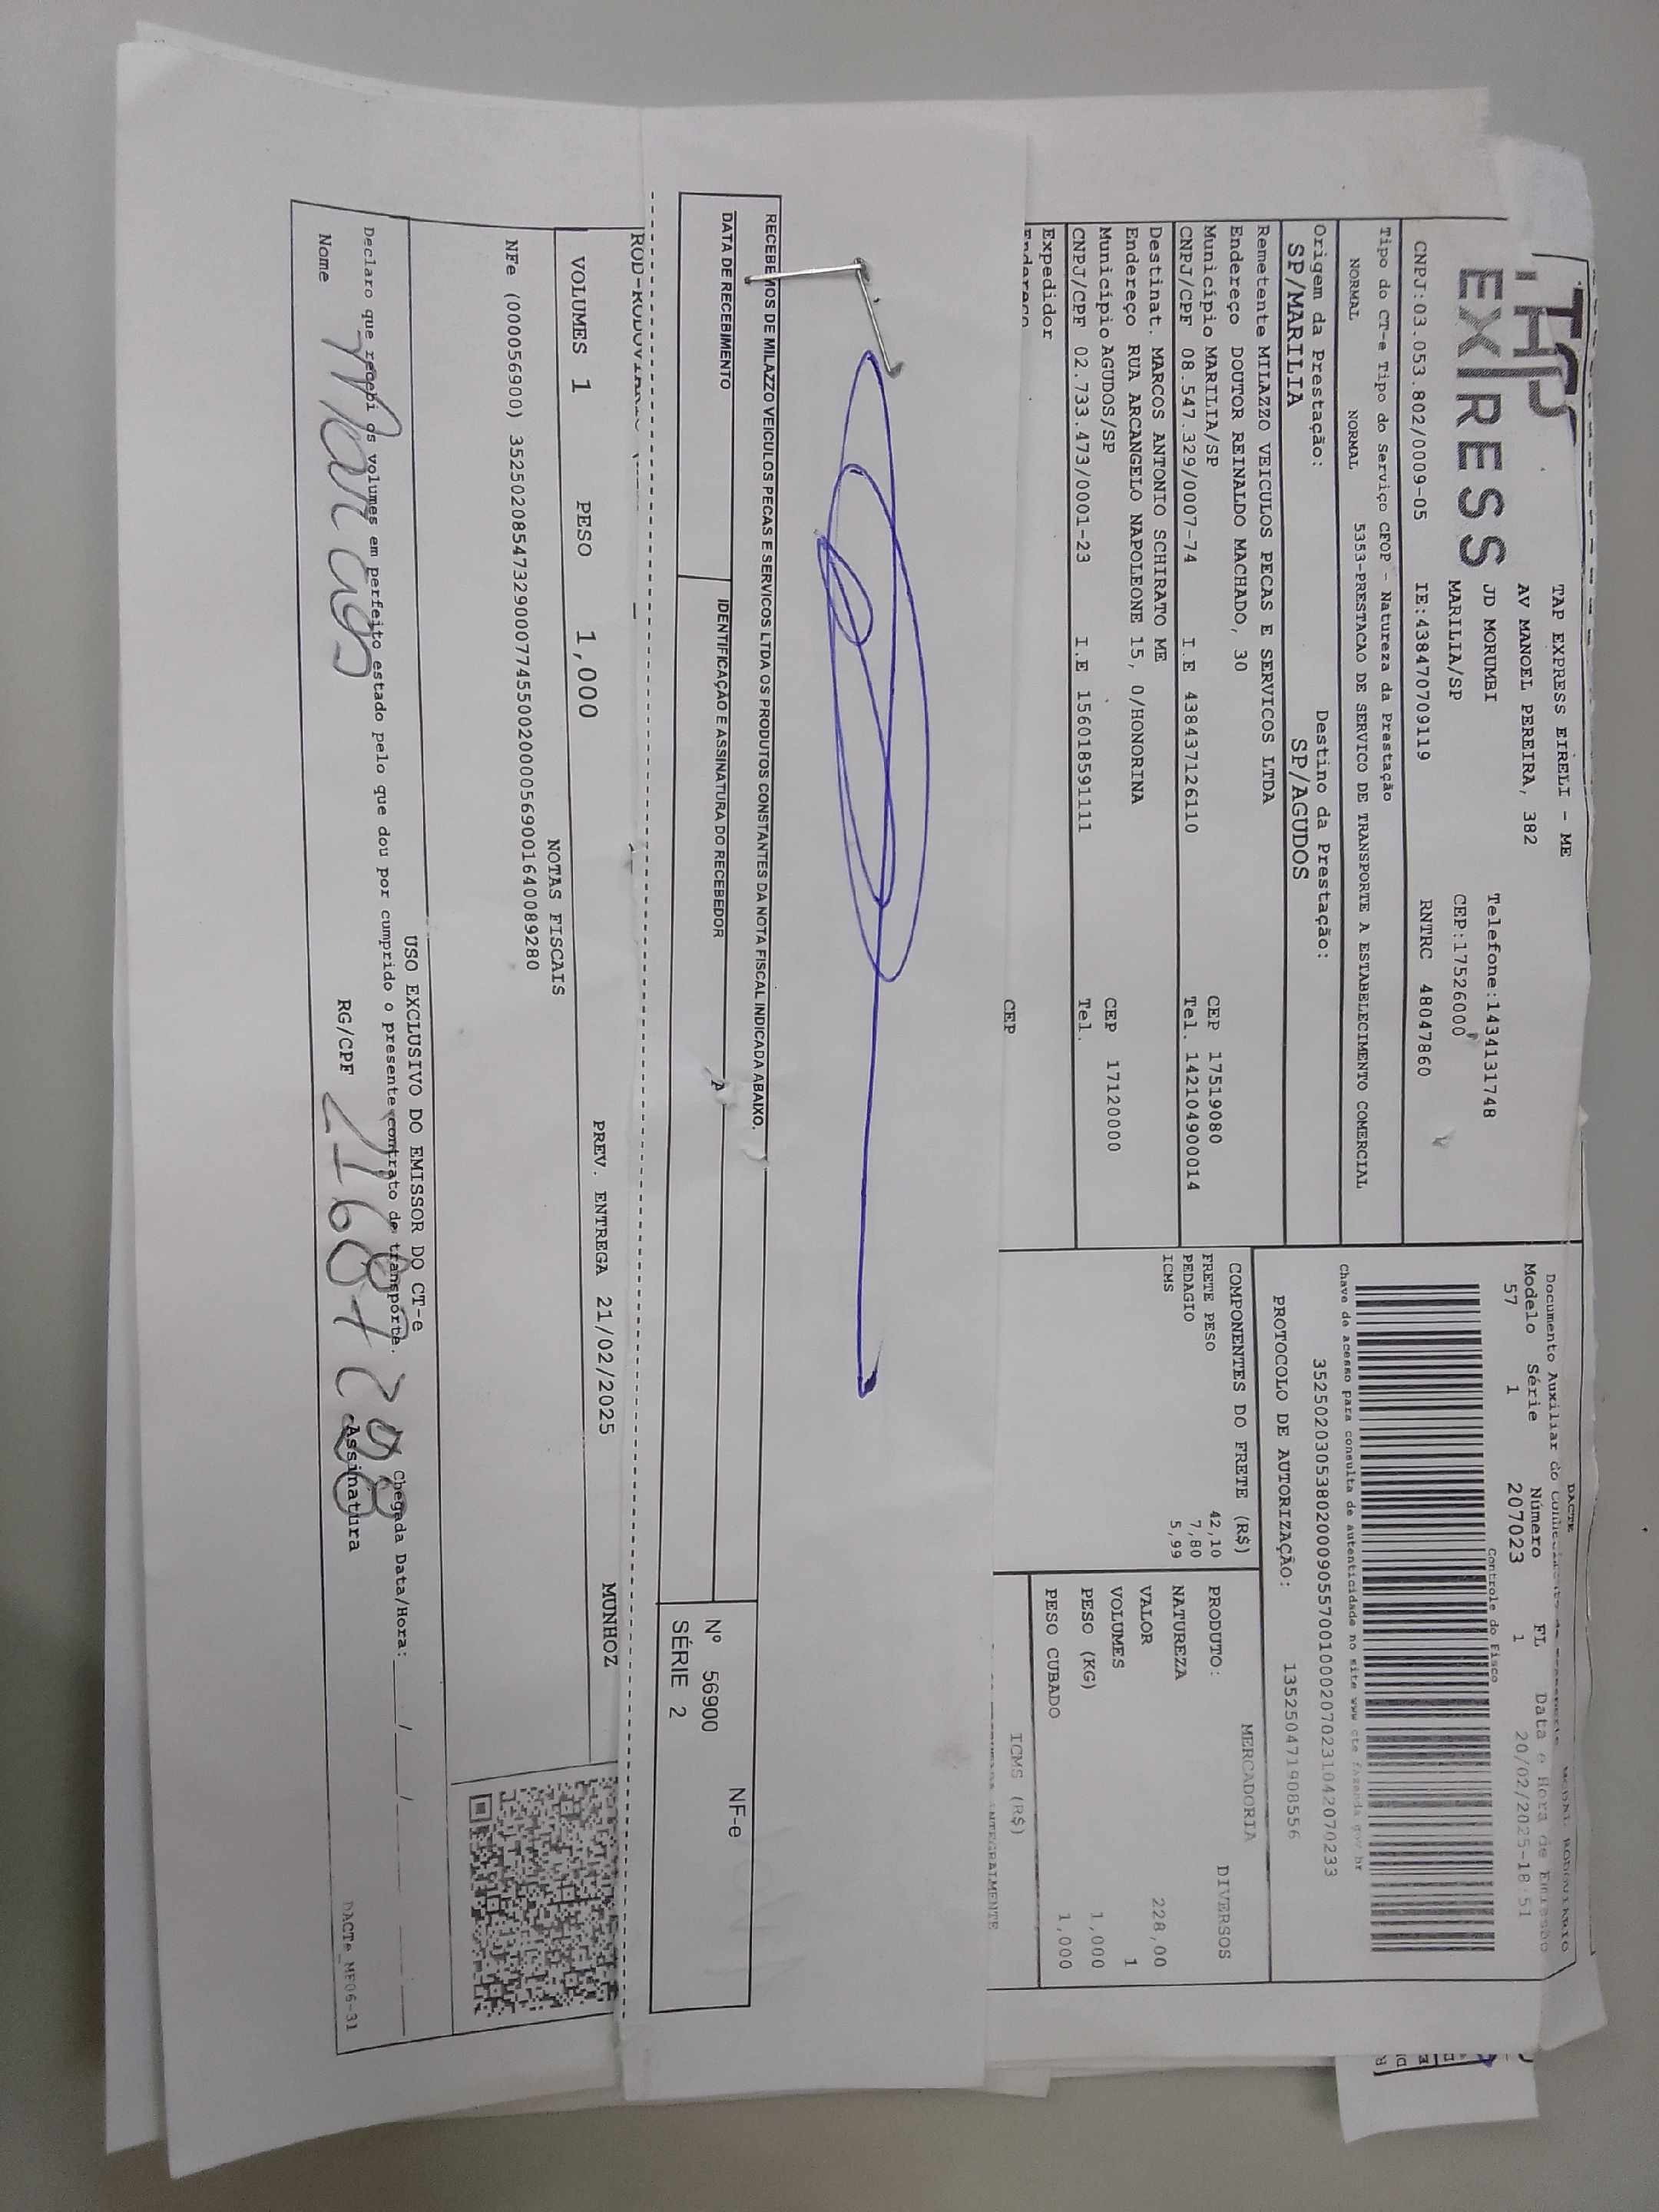 TAP
EXPRESS
TAP EXPRESS EIRELI - ME
AV MANOEL PEREIRA, 382
JD MORUMBI
MARILIA/SP
Telefone:1434131748
CEP:17526000
CNPJ:03.053.802/0009-05 IE:438470709119 RNTRC 48047860
Tipo do CT-e Tipo do Serviço CFOP - Natureza da Prestação
NORMAL NORMAL 5353-PRESTACAO DE SERVICO DE TRANSPORTE A ESTABELECIMENTO COMERCIAL
Origem da Prestação: Destino da Prestação:
SP/MARILIA SP/AGUDOS
Remetente MILAZZO VEICULOS PECAS E SERVICOS LTDA
Endereço DOUTOR REINALDO MACHADO, 30
Município MARILIA/SP CEP 17519080
CNPJ/CPF 08.547.329/0007-74 I.E 438437126110 Tel. 142104900014
Destinat. MARCOS ANTONIO SCHIRATO ME
Endereço RUA ARCANGELO NAPOLEONE 15, 0/HONORINA
Município AGUDOS/SP CEP 17120000
CNPJ/CPF 02.733.473/0001-23 I.E 156018591111 Tel.
Expedidor
Endereço CEP
DACTE
Documento Auxiliar do
Modelo Série Número FL Data e Hora de Emissão
57 1 207023 1 20/02/2025-18:51
Controle do Fisco
Chave de acesso para consulta de autenticidade no site www cte fazenda gov br
35250203053802000905570010002070231042070233
PROTOCOLO DE AUTORIZAÇÃO: 135250471908556
COMPONENTES DO FRETE (R$)
FRETE PESO 42,10
PEDAGIO 7,80
ICMS 5,99
MERCADORIA
PRODUTO: DIVERSOS
NATUREZA
VALOR 228,00
VOLUMES 1
PESO (KG) 1,000
PESO CUBADO 1,000
ICMS (R$)
INTEGRALMENTE
RECEBEMOS DE MILAZZO VEICULOS PECAS E SERVICOS LTDA OS PRODUTOS CONSTANTES DA NOTA FISCAL INDICADA ABAIXO.
DATA DE RECEBIMENTO
IDENTIFICAÇÃO E ASSINATURA DO RECEBEDOR
NF-e
Nº 56900
SÉRIE 2
VOLUMES 1 PESO 1,000 PREV. ENTREGA 21/02/2025 MUNHOZ
NOTAS FISCAIS
NFe (000056900) 35250208547329000774550020000569001640089280
USO EXCLUSIVO DO EMISSOR DO CT-e
Declaro que recebi os volumes em perfeito estado pelo que dou por cumprido o presente contrato de transporte. Chegada Data/Hora: / /
Nome Marcos RG/CPF Assinatura
DACTe_MF06-31